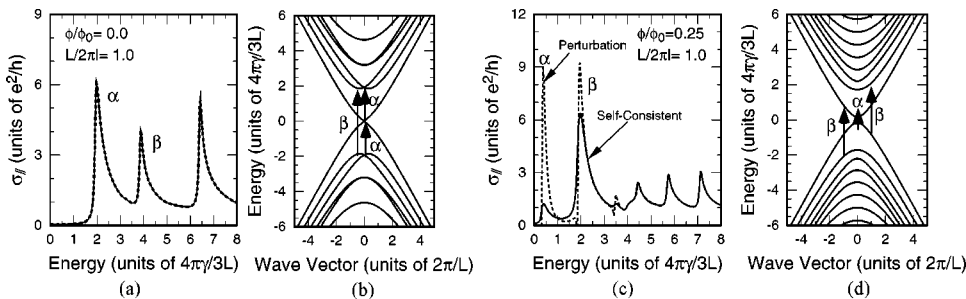 ϕ/ϕ₀= 0.0
L/2πl= 1.0
α
β
σ// (units of e²/h)
9
6
3
0
0 1 2 3 4 5 6 7 8
Energy (units of 4πγ/3L)
(a)
Energy (units of 4πγ/3L)
6
4
2
0
-2
-4
-6
α
β
α
-4 -2 0 2 4
Wave Vector (units of 2π/L)
(b)
σ// (units of e²/h)
12
9
6
3
0
ϕ/ϕ₀= 0.25
L/2πl= 1.0
α
Perturbation
β
Self-Consistent
0 1 2 3 4 5 6 7 8
Energy (units of 4πγ/3L)
(c)
Energy (units of 4πγ/3L)
6
4
2
0
-2
-4
-6
α
β
β
-4 -2 0 2 4
Wave Vector (units of 2π/L)
(d)